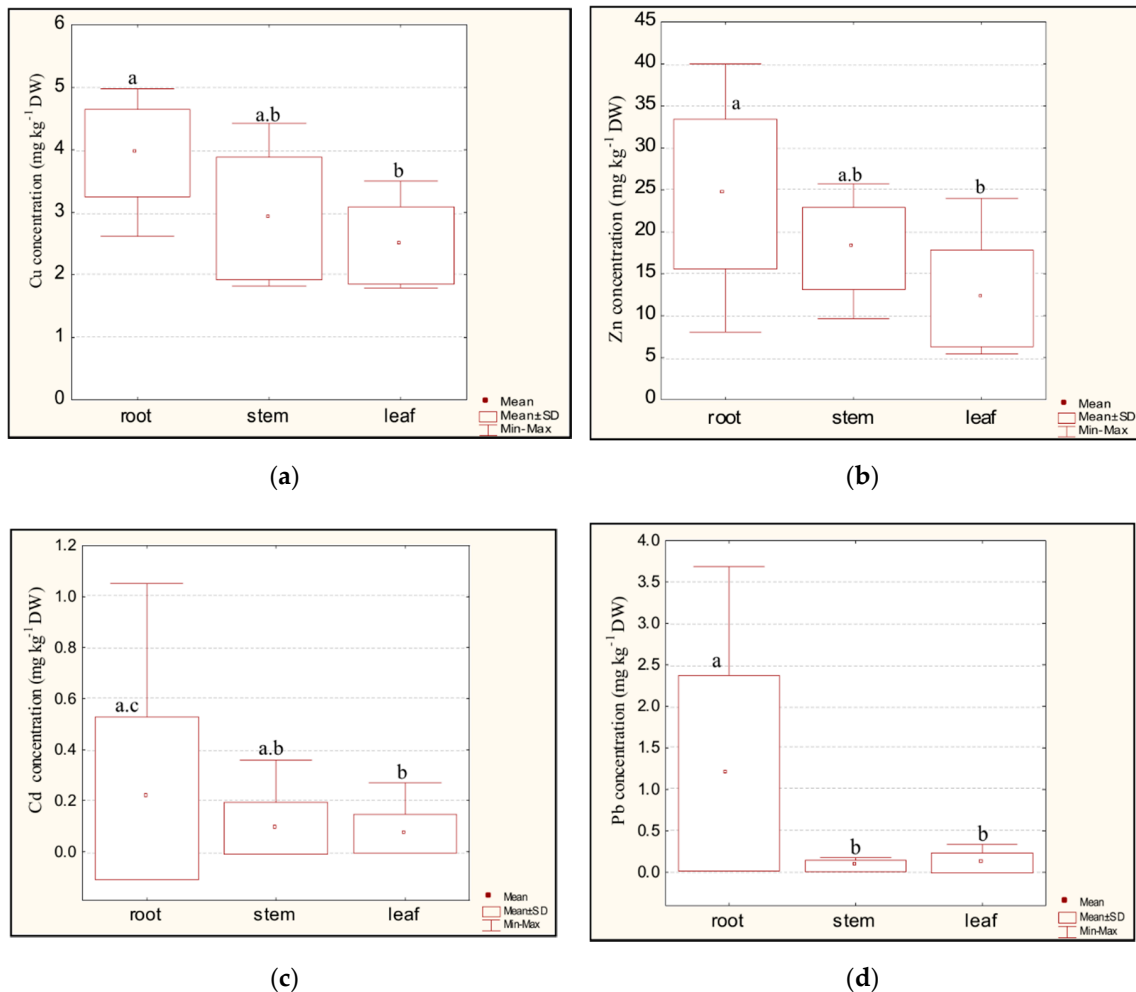 Cu concentration (mg kg-1 DW)
6
5
4
3
2
1
0
a
a.b
b
root stem leaf
Mean
Mean±SD
Min-Max
(a)
Zn concentration (mg kg-1 DW)
45
40
35
30
25
20
15
10
5
0
a
a.b
b
root stem leaf
Mean
Mean±SD
Min-Max
(b)
Cd concentration (mg kg-1 DW)
1.2
1.0
0.8
0.6
0.4
0.2
0.0
a.c
a.b
b
root stem leaf
Mean
Mean±SD
Min-Max
(c)
Pb concentration (mg kg-1 DW)
4.0
3.5
3.0
2.5
2.0
1.5
1.0
0.5
0.0
a
b
b
root stem leaf
Mean
Mean±SD
Min-Max
(d)